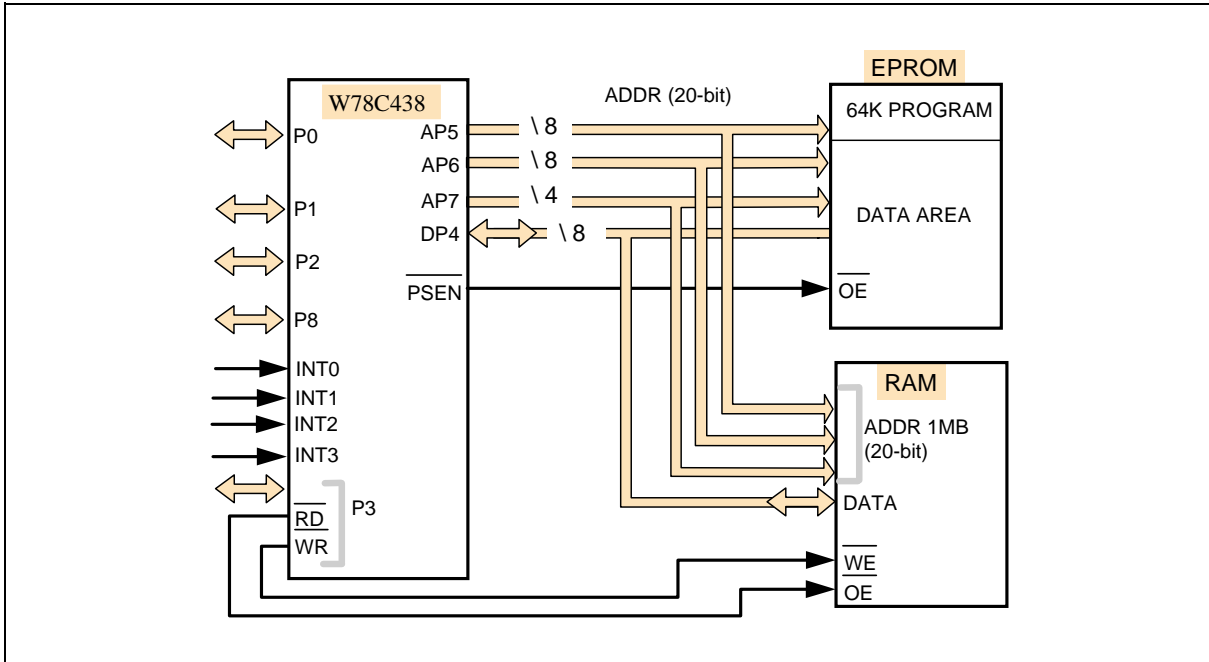 W78C438
P0
P1
P2
P8
INT0
INT1
INT2
INT3
P3
RD
WR
AP5
AP6
AP7
DP4
PSEN
\ 8
\ 8
\ 4
\ 8
ADDR (20-bit)
EPROM
64K PROGRAM
DATA AREA
OE
RAM
ADDR 1MB
(20-bit)
DATA
WE
OE